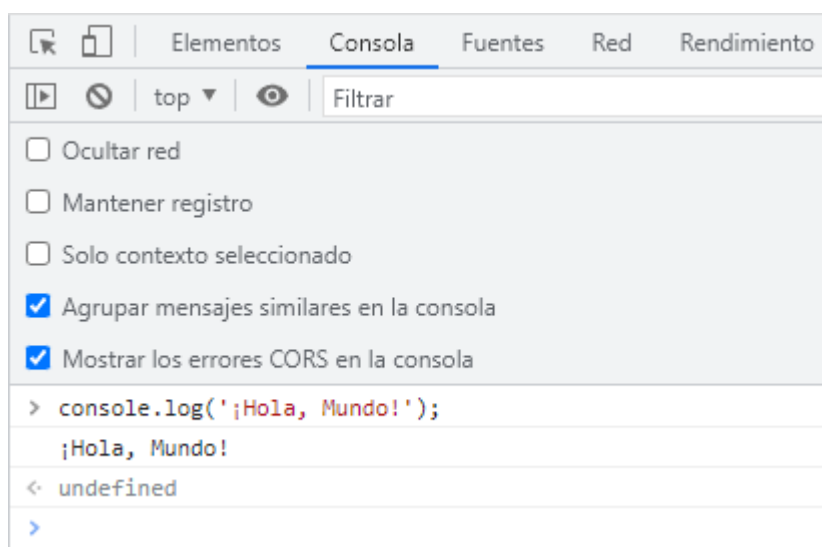 Elementos Consola Fuentes Red Rendimiento
top Filtrar
Ocultar red
Mantener registro
Solo contexto seleccionado
Agrupar mensajes similares en la consola
Mostrar los errores CORS en la consola
> console.log('¡Hola, Mundo!');
¡Hola, Mundo!
undefined
>